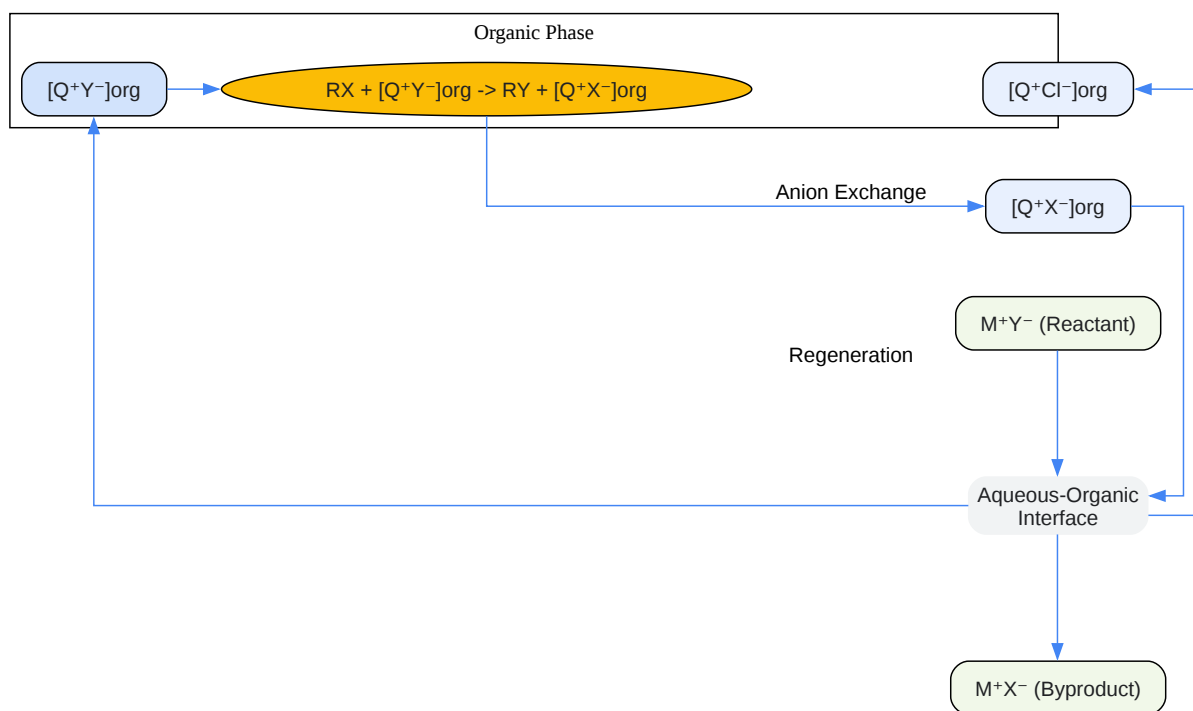 Organic Phase
[Q⁺Y⁻]org
RX + [Q⁺Y⁻]org -> RY + [Q⁺X⁻]org
[Q⁺Cl⁻]org
Anion Exchange
[Q⁺X⁻]org
M⁺Y⁻ (Reactant)
Regeneration
Aqueous-Organic
Interface
M⁺X⁻ (Byproduct)